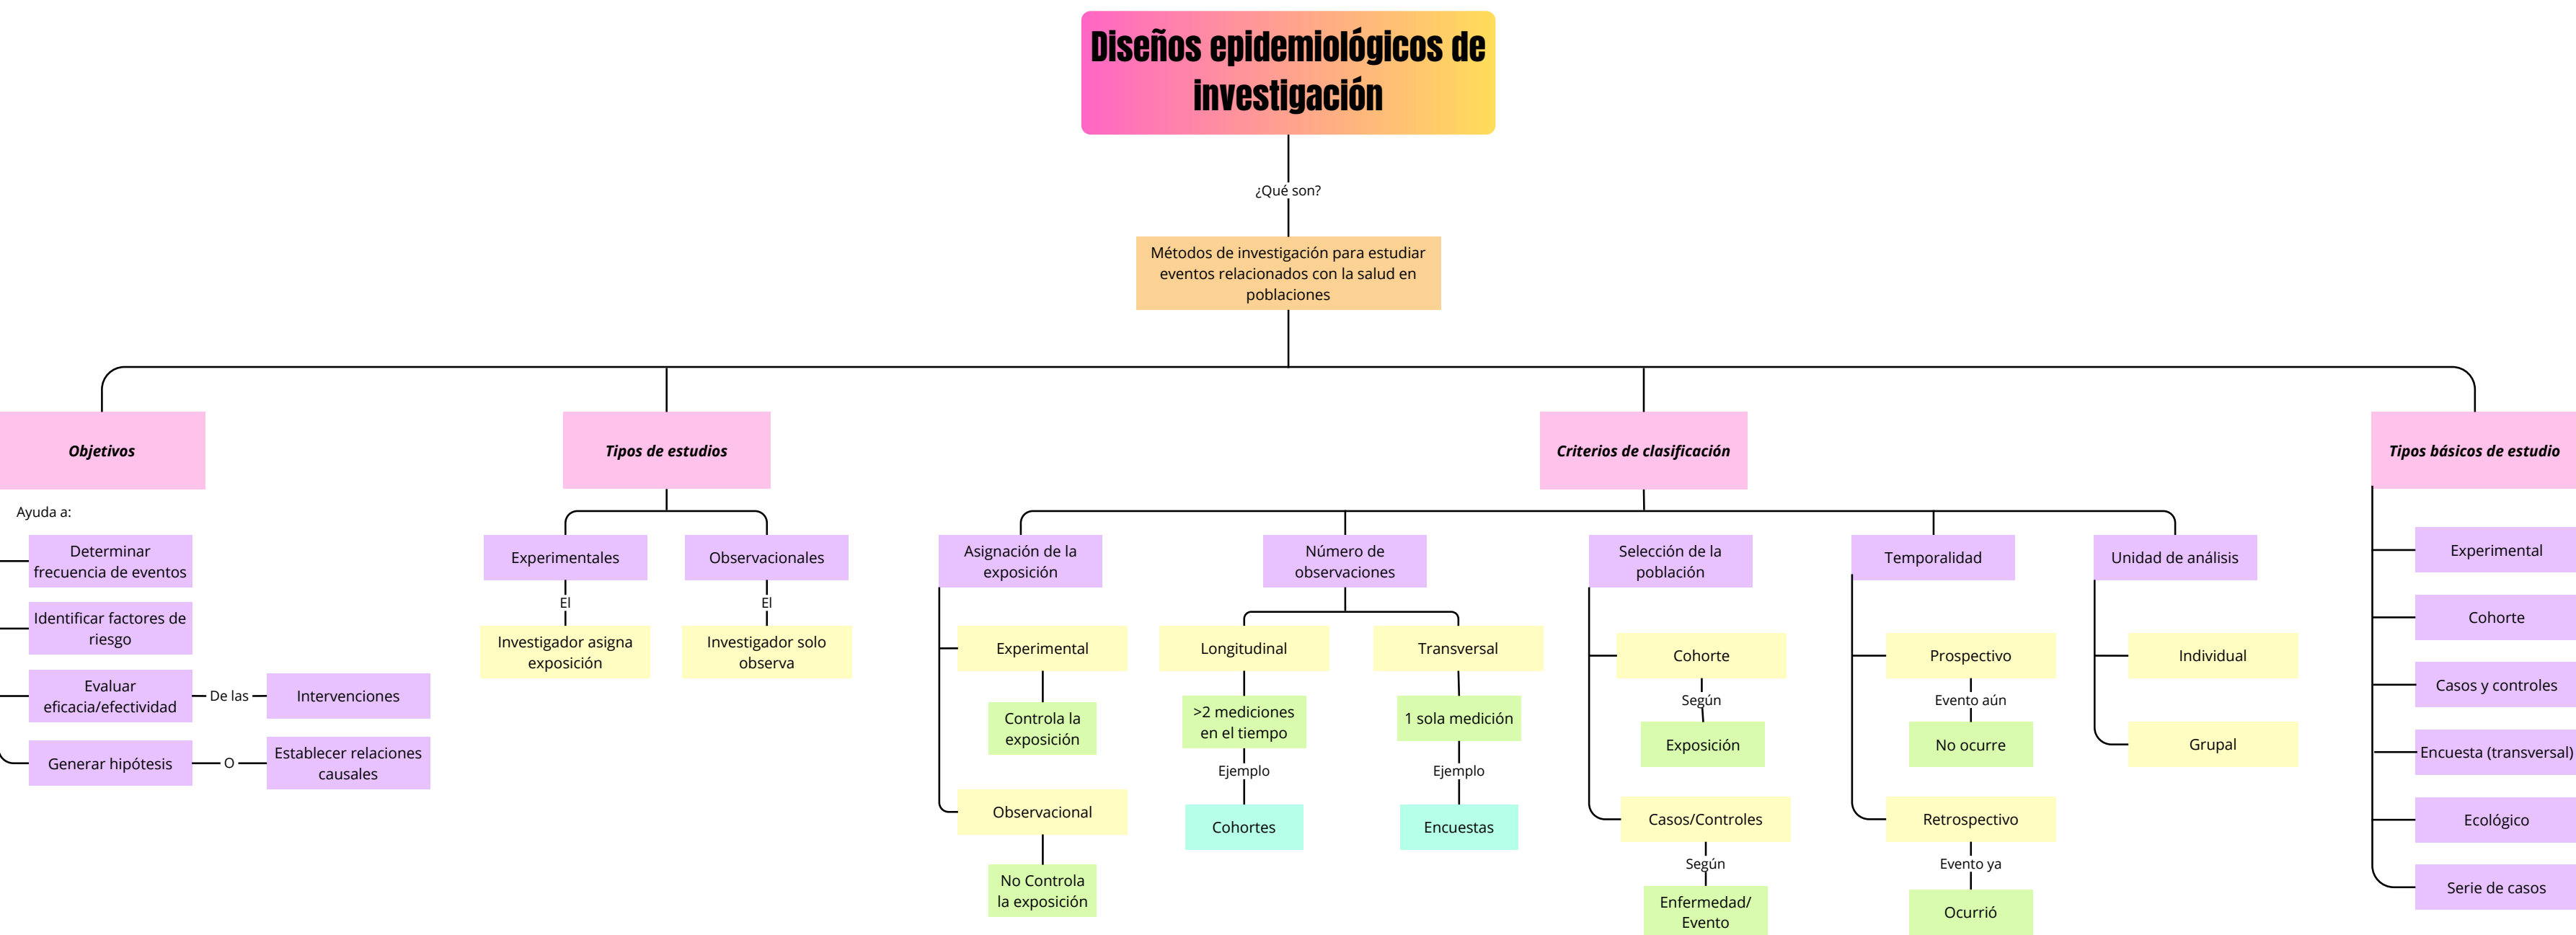 Diseños epidemiológicos de
investigación
¿Qué son?
Métodos de investigación para estudiar
eventos relacionados con la salud en
poblaciones
Objetivos
Ayuda a:
Determinar
frecuencia de eventos
Identificar factores de
riesgo
Evaluar
eficacia/efectividad
De las
Intervenciones
Generar hipótesis
O
Establecer relaciones
causales
Tipos de estudios
Experimentales
El
Investigador asigna
exposición
Observacionales
El
Investigador solo
observa
Criterios de clasificación
Asignación de la
exposición
Experimental
Controla la
exposición
Observacional
No Controla
la exposición
Número de
observaciones
Longitudinal
>2 mediciones
en el tiempo
Ejemplo
Cohortes
Transversal
1 sola medición
Ejemplo
Encuestas
Selección de la
población
Cohorte
Según
Exposición
Casos/Controles
Según
Enfermedad/
Evento
Temporalidad
Prospectivo
Evento aún
No ocurre
Retrospectivo
Evento ya
Ocurrió
Unidad de análisis
Individual
Grupal
Tipos básicos de estudio
Experimental
Cohorte
Casos y controles
Encuesta (transversal)
Ecológico
Serie de casos